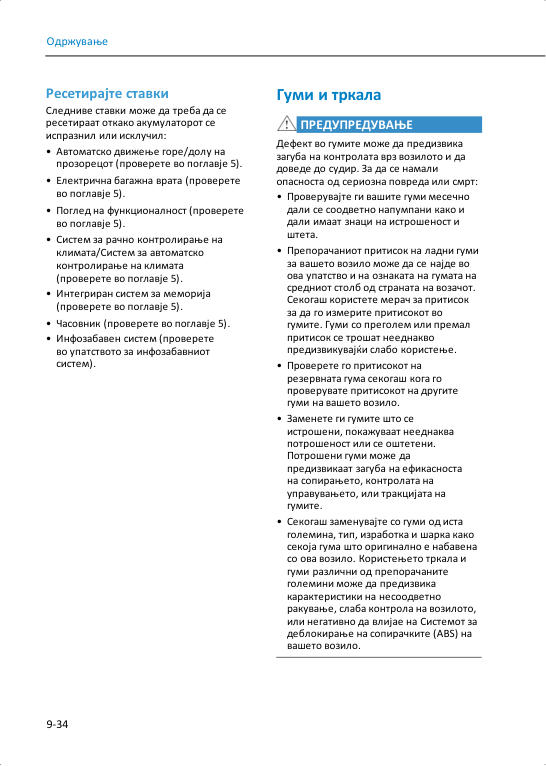 Одржување
Ресетирајте ставки
Следниве ставки може да треба да се
ресетираат откако акумулаторот се
испразнил или исклучил:
• Автоматско движење горе/долу на
прозорецот (проверете во поглавје 5).
• Електрична багажна врата (проверете
во поглавје 5).
• Поглед на функционалност (проверете
во поглавје 5).
• Систем за рачно контролирање на
климата/Систем за автоматско
контролирање на климата
(проверете во поглавје 5).
• Интегриран систем за меморија
(проверете во поглавје 5).
• Часовник (проверете во поглавје 5).
• Инфозабавен систем (проверете
во упатството за инфозабавниот
систем).
Гуми и тркала
ПРЕДУПРЕДУВАЊЕ
Дефект во гумите може да предизвика
загуба на контролата врз возилото и да
доведе до судир. За да се намали
опасноста од сериозна повреда или смрт:
• Проверувајте ги вашите гуми месечно
дали се соодветно напумпани како и
дали имаат знаци на истрошеност и
штета.
• Препорачаниот притисок на ладни гуми
за вашето возило може да се најде во
ова упатство и на ознаката на гумата на
средниот столб од страната на возачот.
Секогаш користете мерач за притисок
за да го измерите притисокот во
гумите. Гуми со преголем или премал
притисок се трошат нееднакво
предизвикувајќи слабо користење.
• Проверете го притисокот на
резервната гума секогаш кога го
проверувате притисокот на другите
гуми на вашето возило.
• Заменете ги гумите што се
истрошени, покажуваат нееднаква
потрошеност или се оштетени.
Потрошени гуми може да
предизвикаат загуба на ефикасноста
на сопирањето, контролата на
управувањето, или тракцијата на
гумите.
• Секогаш заменувајте со гуми од иста
големина, тип, изработка и шарка како
секоја гума што оригинално е набавена
со ова возило. Користењето тркала и
гуми различни од препорачаните
големини може да предизвика
карактеристики на несоодветно
ракување, слаба контрола на возилото,
или негативно да влијае на Системот за
деблокирање на сопирачките (ABS) на
вашето возило.
9-34